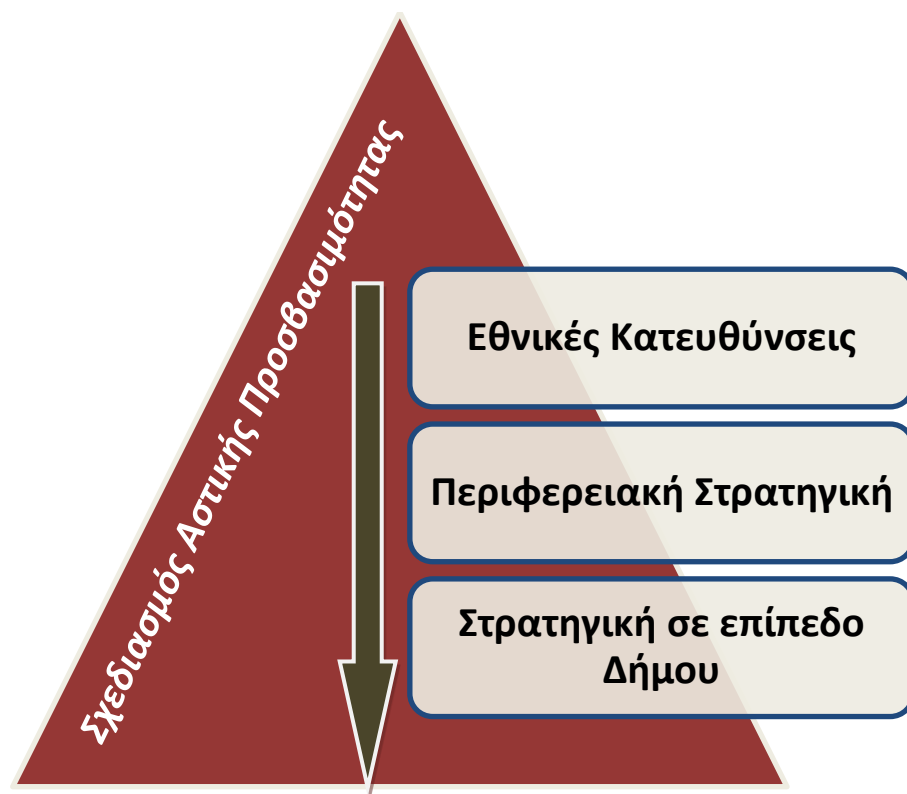 Σχεδιασμός Αστικής Προσβασιμότητας
Εθνικές Κατευθύνσεις
Περιφερειακή Στρατηγική
Στρατηγική σε επίπεδο
Δήμου